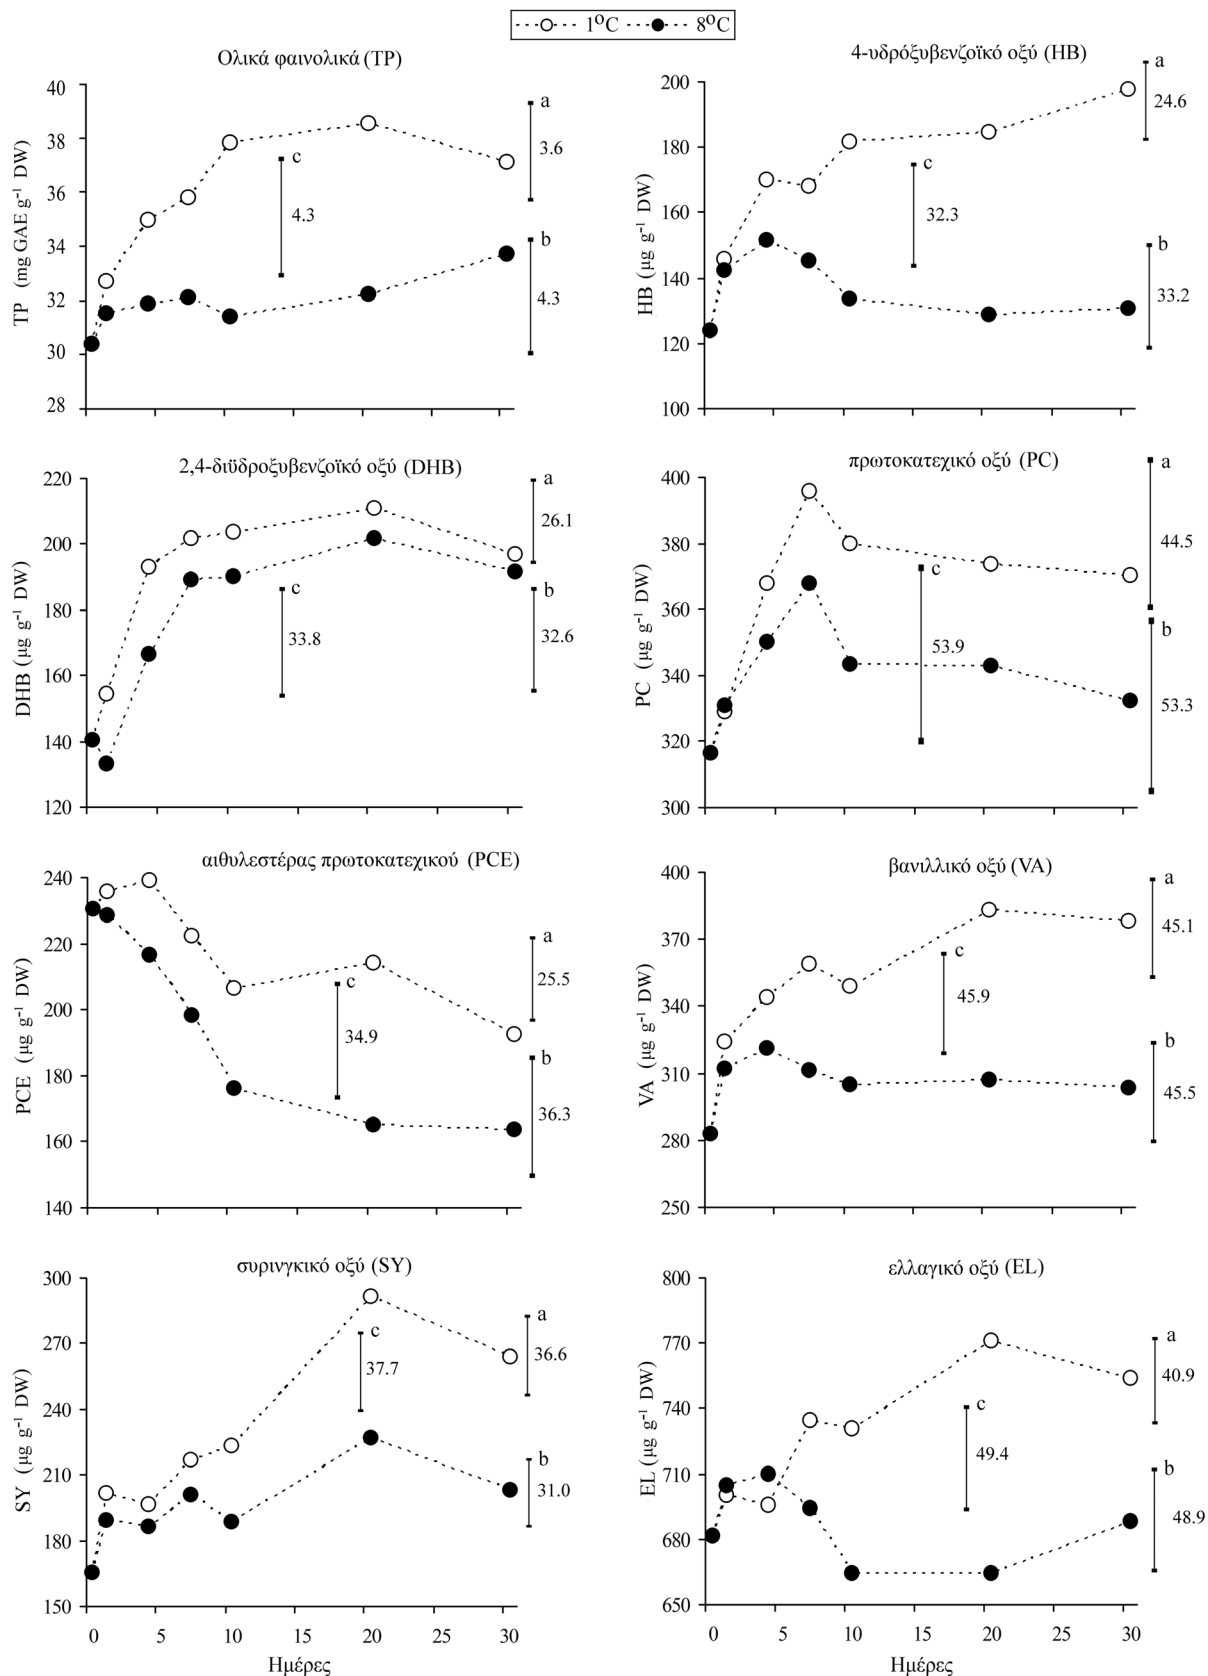 1°C 8°C
Ολικά φαινολικά (TP)
TP (mg GAE g⁻¹ DW)
40
38
36
34
32
30
28
a
3.6
c
4.3
b
4.3
4-υδρόξυβενζοϊκό οξύ (HB)
HB (μg g⁻¹ DW)
200
180
160
140
120
100
a
24.6
c
32.3
b
33.2
2,4-διϋδροξυβενζοϊκό οξύ (DHB)
DHB (μg g⁻¹ DW)
220
200
180
160
140
120
a
26.1
c
33.8
b
32.6
πρωτοκατεχικό οξύ (PC)
PC (μg g⁻¹ DW)
400
380
360
340
320
300
a
44.5
c
53.9
b
53.3
αιθυλεστέρας πρωτοκατεχικού (PCE)
PCE (μg g⁻¹ DW)
240
220
200
180
160
140
a
25.5
c
34.9
b
36.3
βανιλλικό οξύ (VA)
VA (μg g⁻¹ DW)
400
370
340
310
280
250
a
45.1
c
45.9
b
45.5
συρινγκικό οξύ (SY)
SY (μg g⁻¹ DW)
300
270
240
210
180
150
a
36.6
c
37.7
b
31.0
0 5 10 20 25 30
Ημέρες
ελλαγικό οξύ (EL)
EL (μg g⁻¹ DW)
800
770
740
710
680
650
a
40.9
c
49.4
b
48.9
0 5 10 20 25 30
Ημέρες